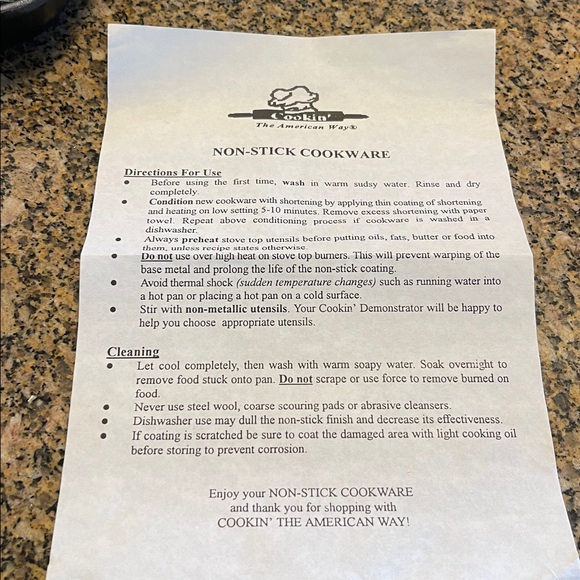 Cookin'
The American Way®
NON-STICK COOKWARE
Directions For Use
• Before using the first time, wash in warm sudsy water. Rinse and dry
completely.
• Condition new cookware with shortening by applying thin coating of shortening
and heating on low setting 5-10 minutes. Remove excess shortening with paper
towel. Repeat above conditioning process if cookware is washed in a
dishwasher.
• Always preheat stove top utensils before putting oils, fats, butter or food into
them, unless recipe states otherwise.
• Do not use over high heat on stove top burners. This will prevent warping of the
base metal and prolong the life of the non-stick coating.
• Avoid thermal shock (sudden temperature changes) such as running water into
a hot pan or placing a hot pan on a cold surface.
• Stir with non-metallic utensils. Your Cookin' Demonstrator will be happy to
help you choose appropriate utensils.
Cleaning
• Let cool completely, then wash with warm soapy water. Soak overnight to
remove food stuck onto pan. Do not scrape or use force to remove burned on
food.
• Never use steel wool, coarse scouring pads or abrasive cleansers.
• Dishwasher use may dull the non-stick finish and decrease its effectiveness.
• If coating is scratched be sure to coat the damaged area with light cooking oil
before storing to prevent corrosion.
Enjoy your NON-STICK COOKWARE
and thank you for shopping with
COOKIN' THE AMERICAN WAY!